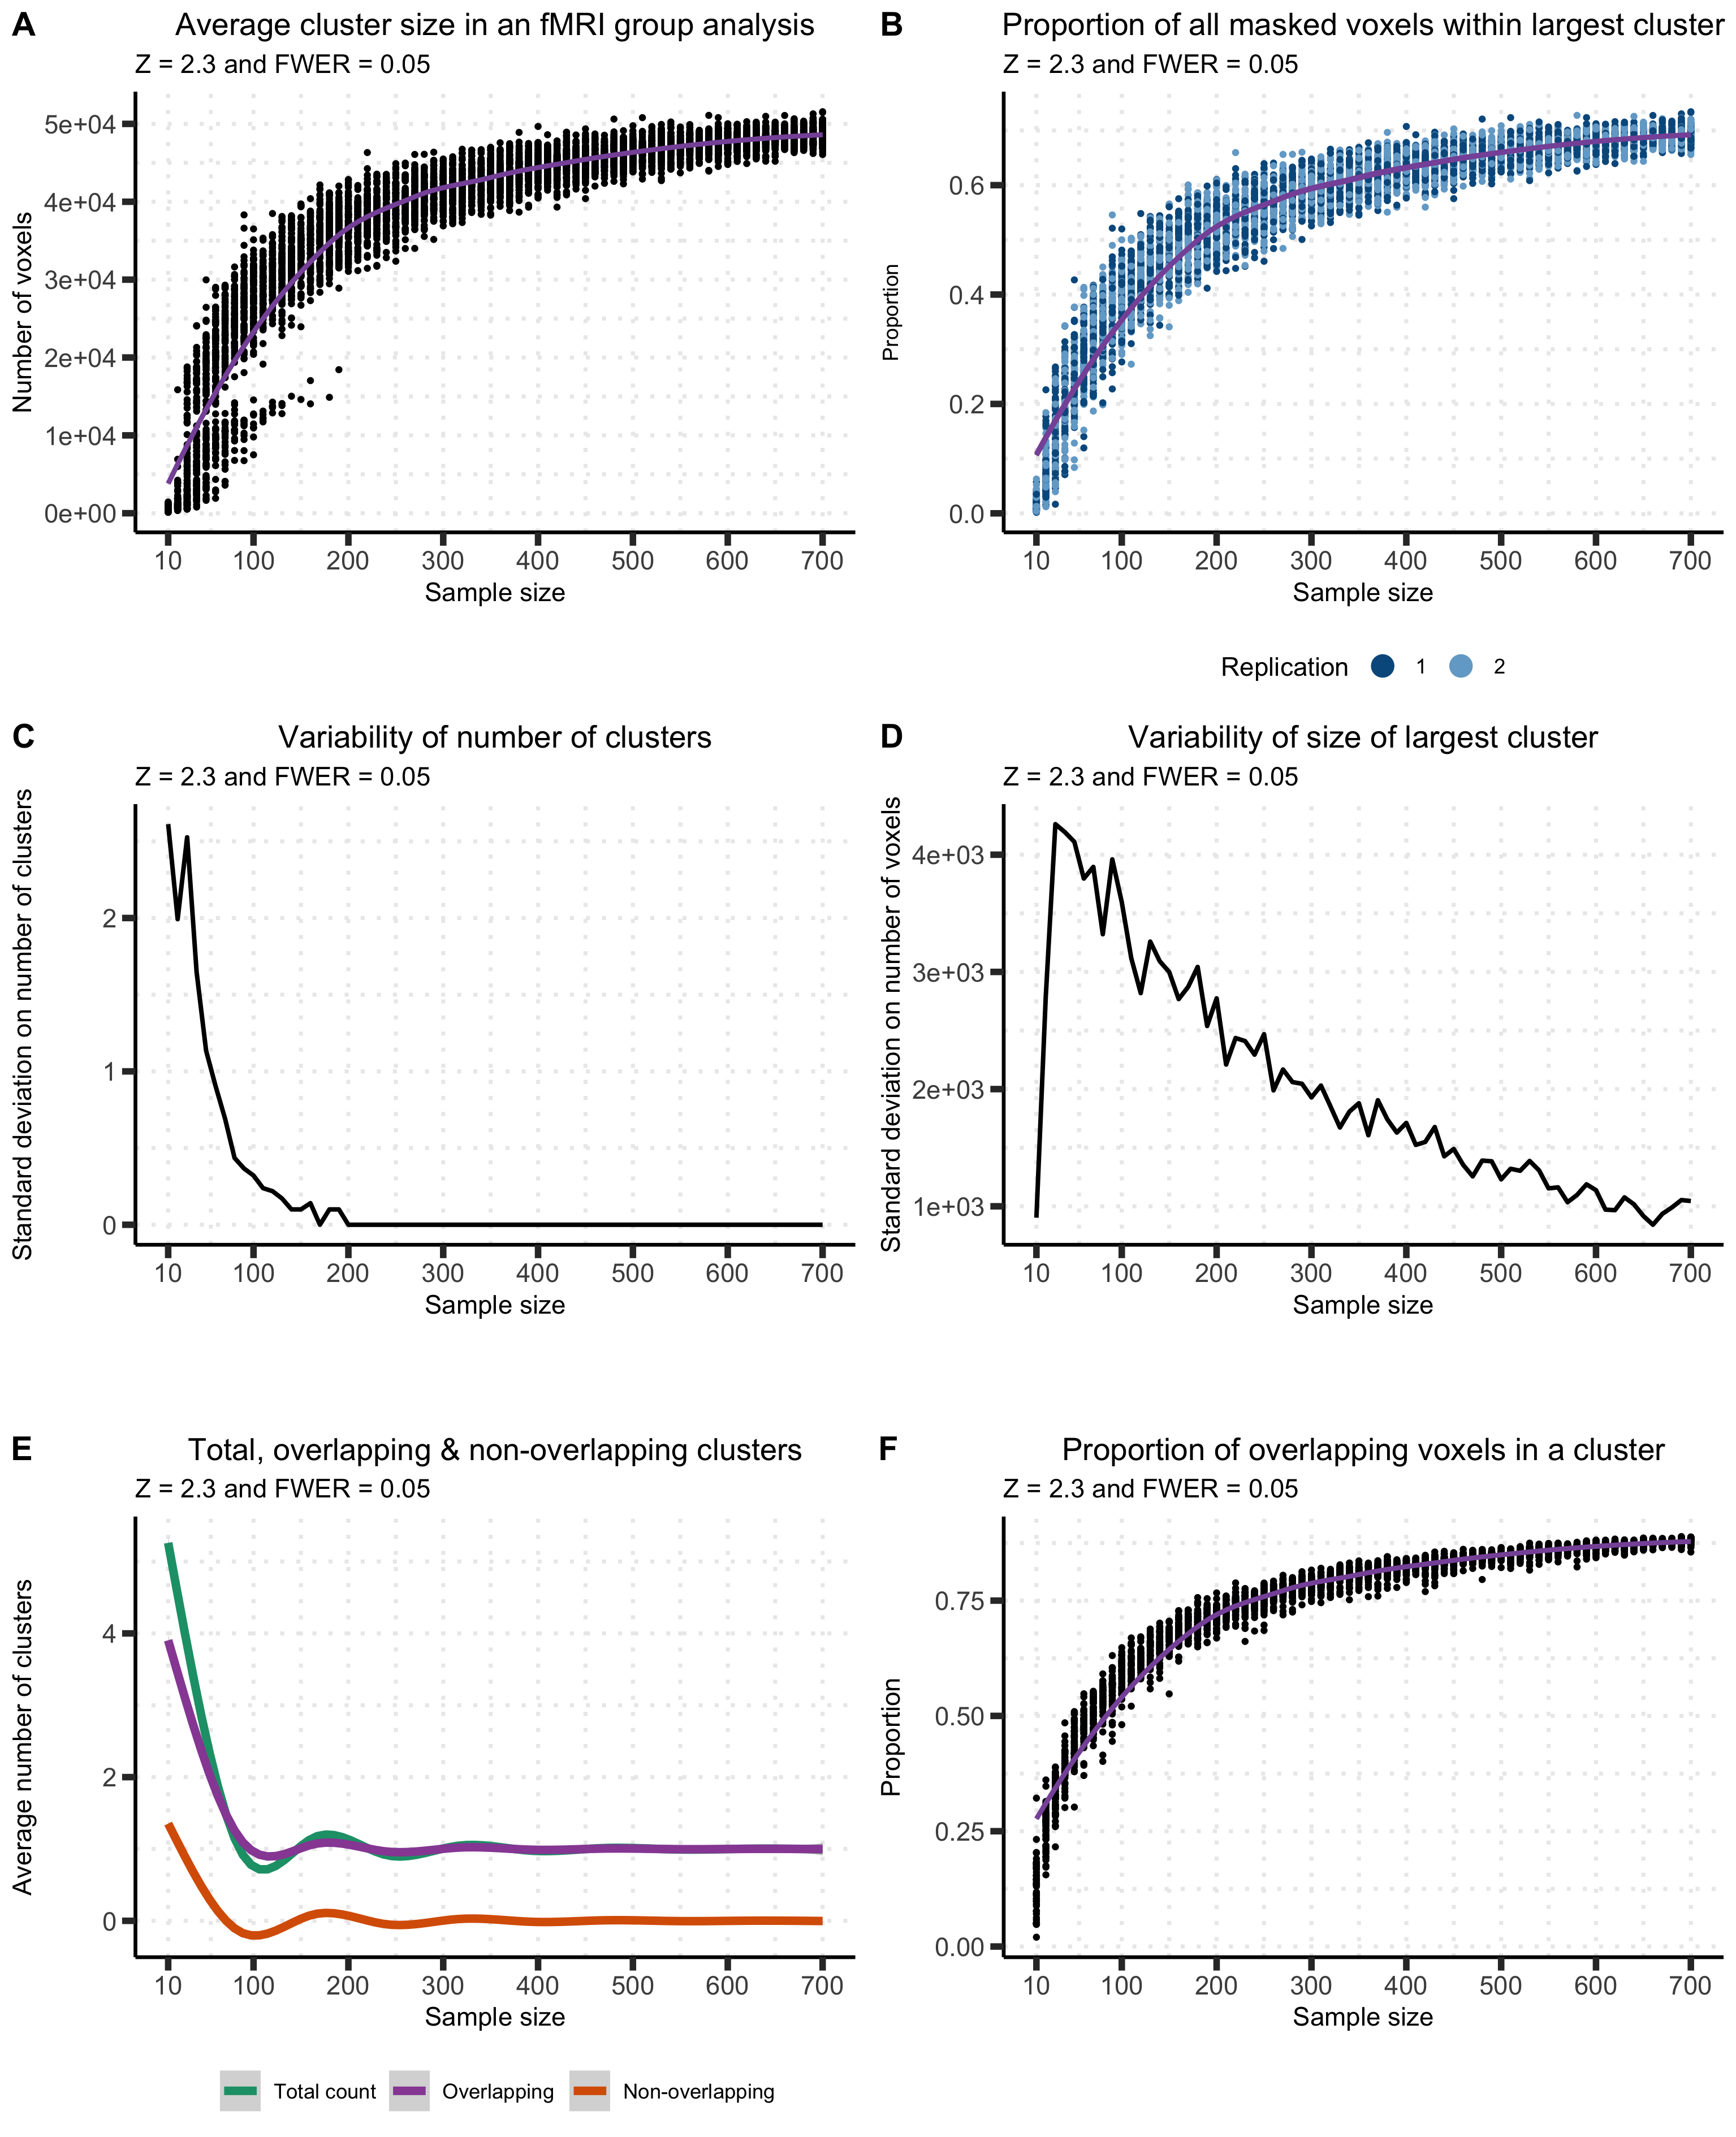 A Average cluster size in an fMRI group analysis
Z = 2.3 and FWER = 0.05
Number of voxels
5e+04
4e+04
3e+04
2e+04
1e+04
0e+00
10 100 200 300 400 500 600 700
Sample size
B Proportion of all masked voxels within largest cluster
Z = 2.3 and FWER = 0.05
Proportion
0.6
0.4
0.2
0.0
10 100 200 300 400 500 600 700
Sample size
Replication 1 2
C Variability of number of clusters
Z = 2.3 and FWER = 0.05
Standard deviation on number of clusters
2
1
0
10 100 200 300 400 500 600 700
Sample size
D Variability of size of largest cluster
Z = 2.3 and FWER = 0.05
Standard deviation on number of voxels
4e+03
3e+03
2e+03
1e+03
10 100 200 300 400 500 600 700
Sample size
E Total, overlapping & non-overlapping clusters
Z = 2.3 and FWER = 0.05
Average number of clusters
4
2
0
10 100 200 300 400 500 600 700
Sample size
Total count Overlapping Non-overlapping
F Proportion of overlapping voxels in a cluster
Z = 2.3 and FWER = 0.05
Proportion
0.75
0.50
0.25
0.00
10 100 200 300 400 500 600 700
Sample size